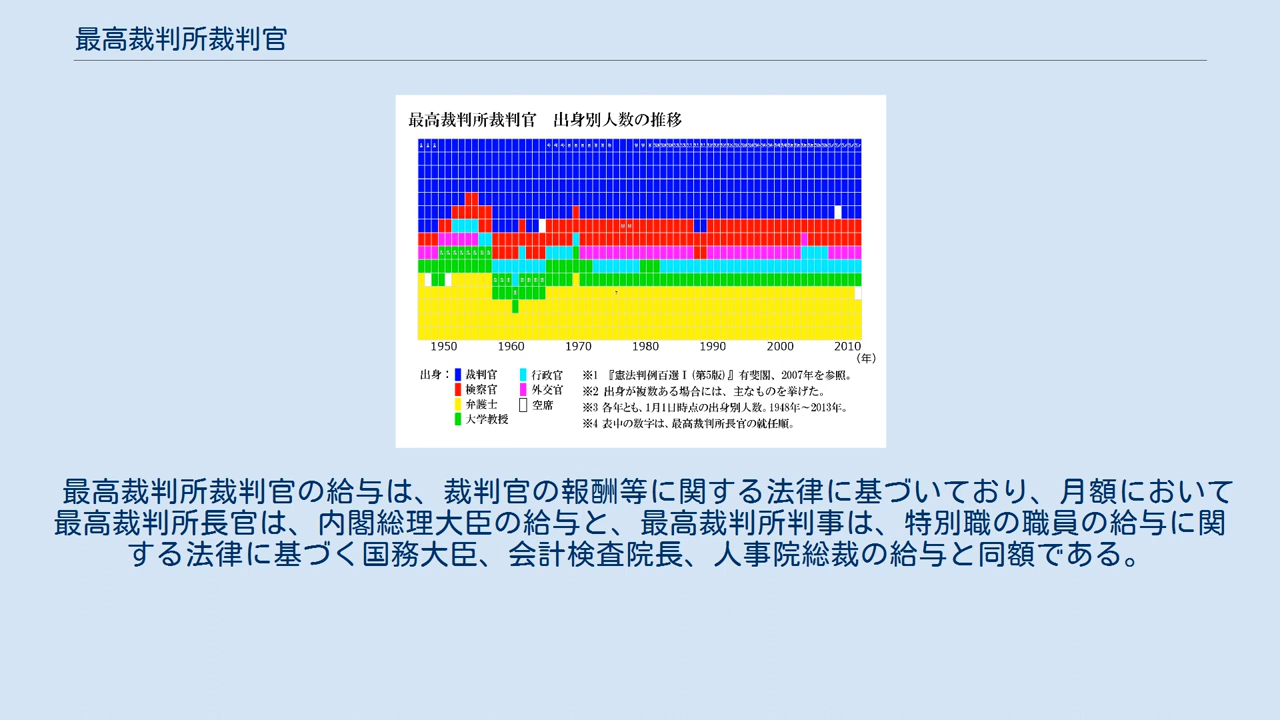 最高裁判所裁判官
最高裁判所裁判官　出身別人数の推移
1950 1960 1970 1980 1990 2000 2010
(年)
出身： 裁判官 行政官 ※1 『憲法判例百選Ⅰ(第5版)』有斐閣、2007年を参照。
検察官 外交官 ※2 出身が複数ある場合には、主なものを挙げた。
弁護士 空席 ※3 各年とも、1月1日時点の出身別人数。1948年～2013年。
大学教授 ※4 表中の数字は、最高裁判所長官の就任順。
最高裁判所裁判官の給与は、裁判官の報酬等に関する法律に基づいており、月額において
最高裁判所長官は、内閣総理大臣の給与と、最高裁判所判事は、特別職の職員の給与に関
する法律に基づく国務大臣、会計検査院長、人事院総裁の給与と同額である。